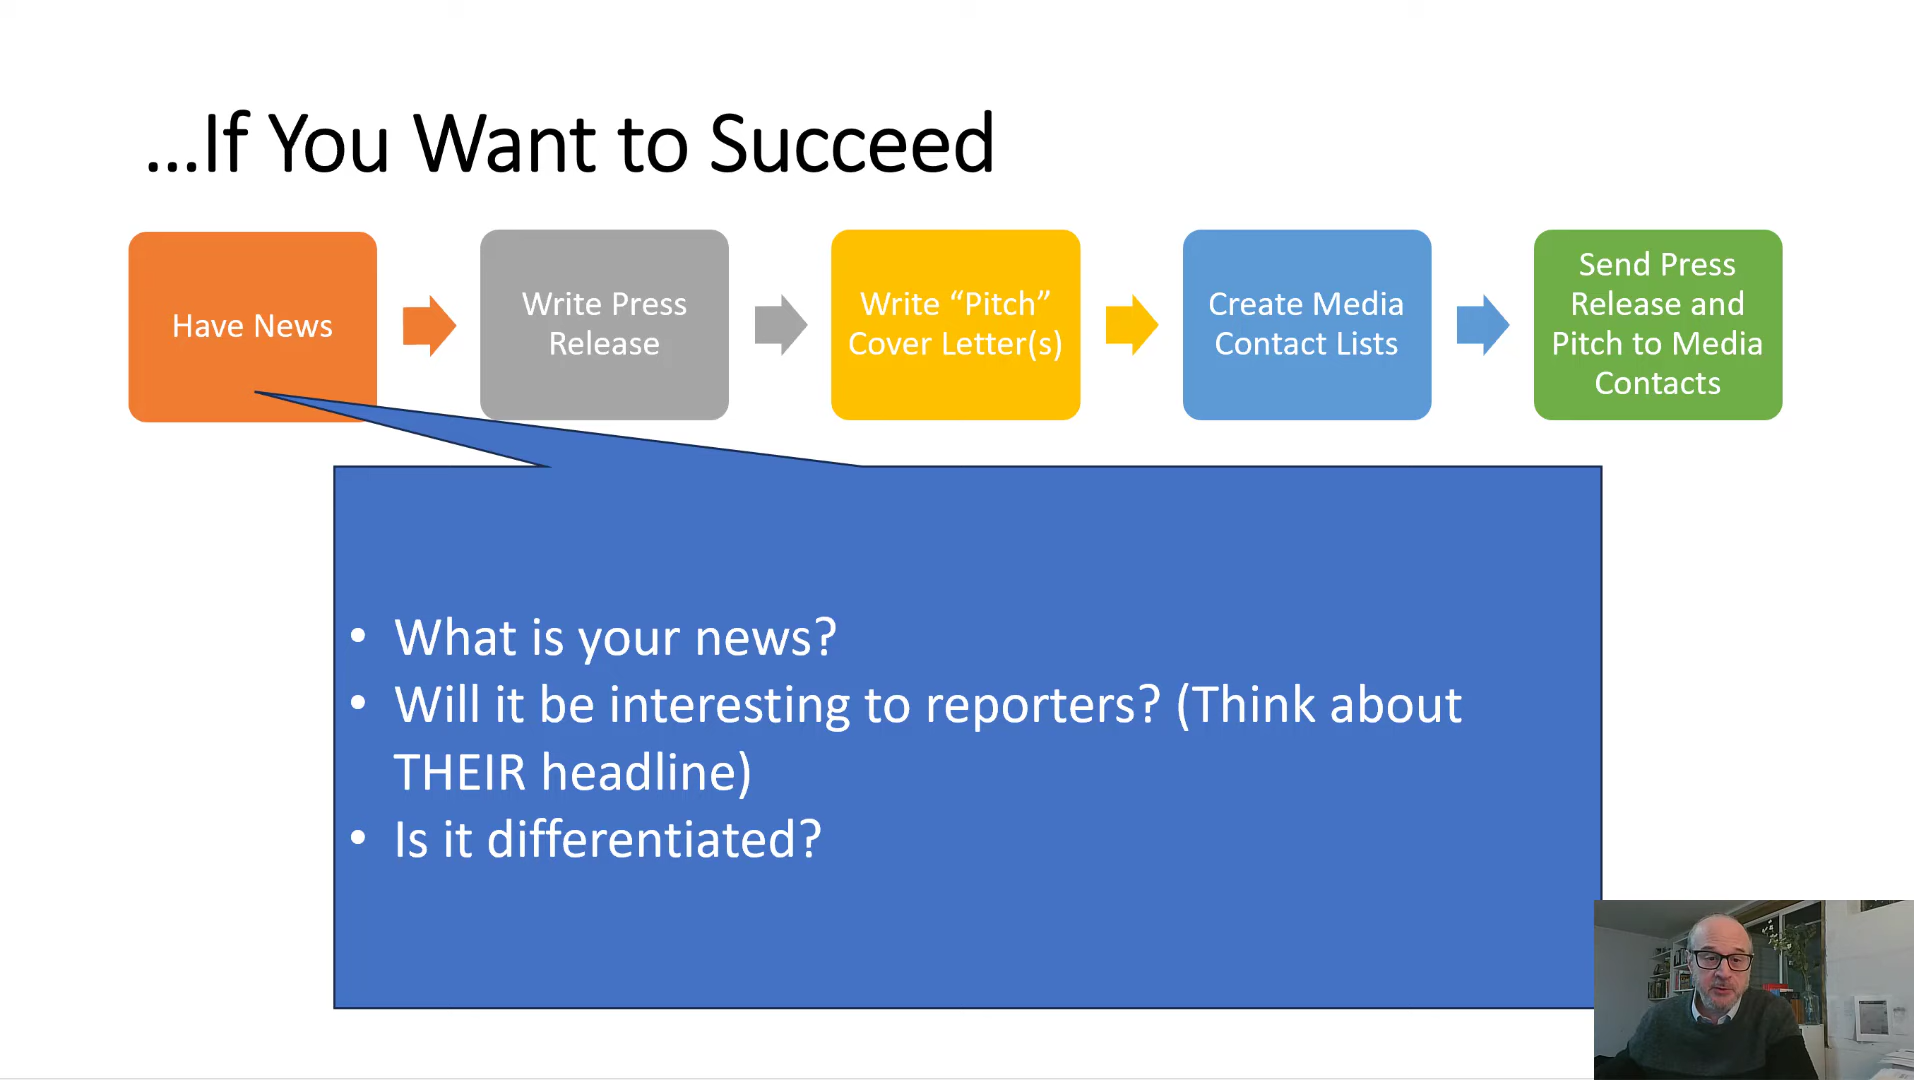 ...If You Want to Succeed
Have News
Write Press
Release
Write “Pitch”
Cover Letter(s)
Create Media
Contact Lists
Send Press
Release and
Pitch to Media
Contacts
• What is your news?
• Will it be interesting to reporters? (Think about
THEIR headline)
• Is it differentiated?